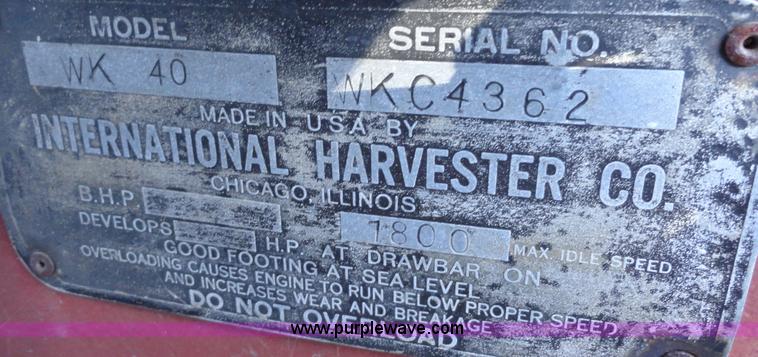 MODEL SERIAL NO.
WK 40 WKC4362
MADE IN U.S.A. BY
INTERNATIONAL HARVESTER CO.
CHICAGO, ILLINOIS
B.H.P. 1800 MAX. IDLE SPEED
DEVELOPS H.P. AT DRAWBAR ON
GOOD FOOTING AT SEA LEVEL
OVERLOADING CAUSES ENGINE TO RUN BELOW PROPER SPEED
AND INCREASES WEAR AND BREAKAGE
DO NOT OVERLOAD
www.purplewave.com